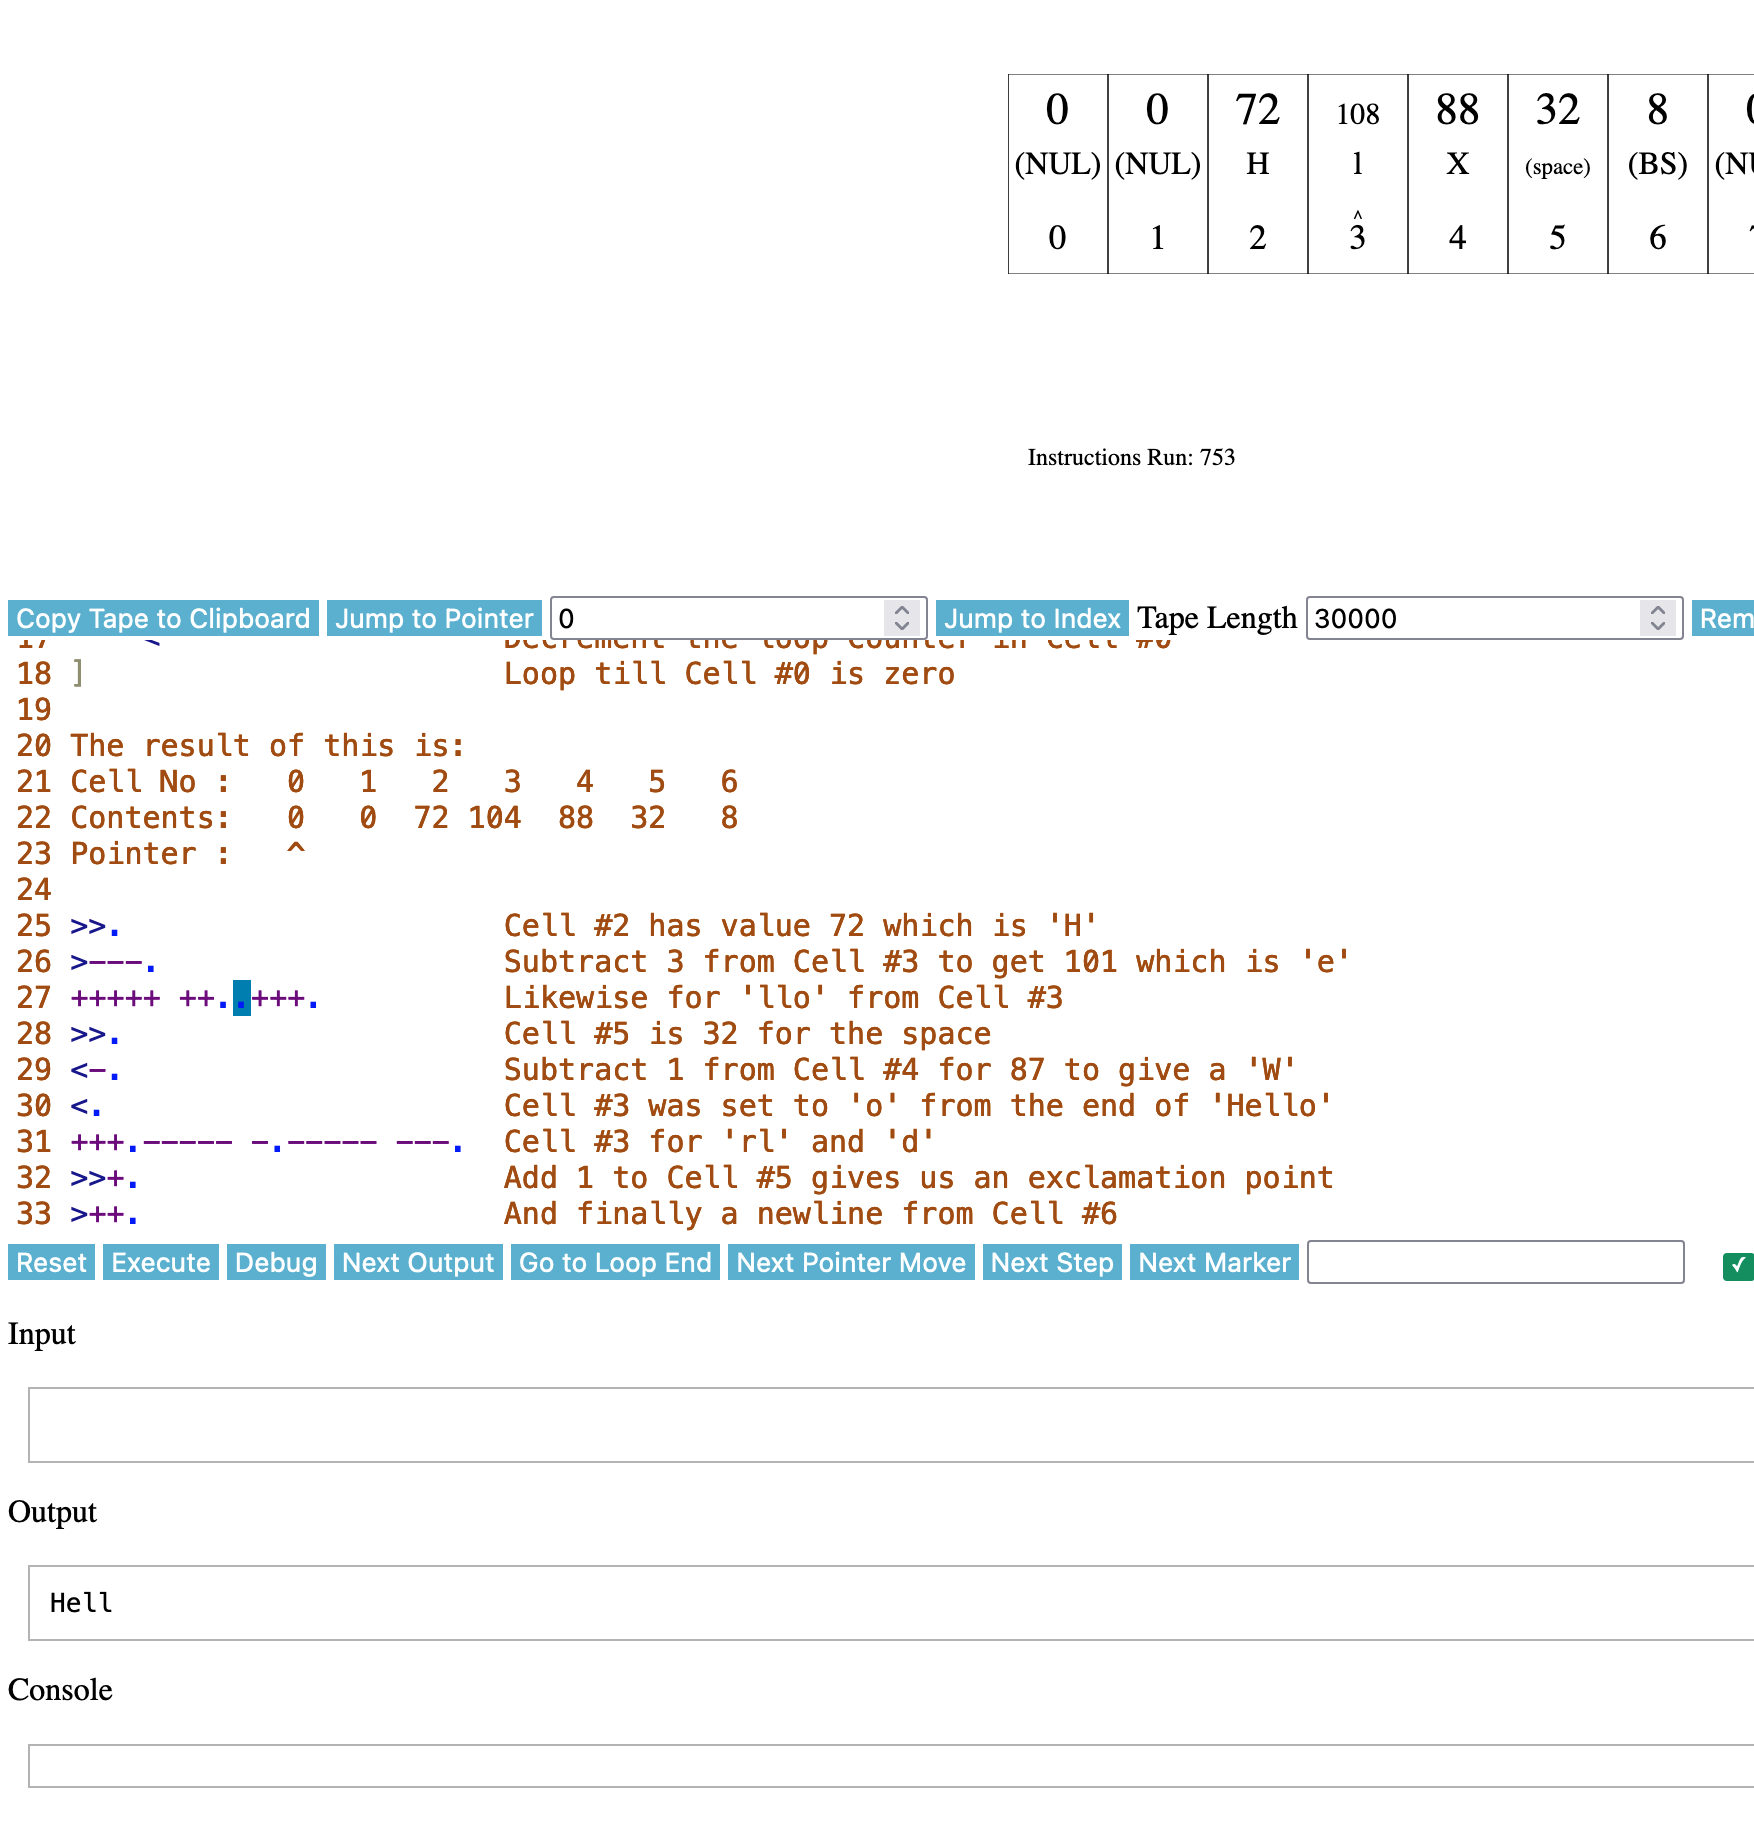 0 0 72 108 88 32 8
(NUL) (NUL) H l X (space) (BS)
^
0 1 2 3 4 5 6
Instructions Run: 753
Copy Tape to Clipboard Jump to Pointer 0 Jump to Index Tape Length 30000 Rem
17 < Decrement the loop Counter in Cell #0
18 ] Loop till Cell #0 is zero
19
20 The result of this is:
21 Cell No : 0 1 2 3 4 5 6
22 Contents: 0 0 72 104 88 32 8
23 Pointer : ^
24
25 >>. Cell #2 has value 72 which is 'H'
26 >---. Subtract 3 from Cell #3 to get 101 which is 'e'
27 +++++ ++..+++. Likewise for 'llo' from Cell #3
28 >>. Cell #5 is 32 for the space
29 <-. Subtract 1 from Cell #4 for 87 to give a 'W'
30 <. Cell #3 was set to 'o' from the end of 'Hello'
31 +++.----- -.----- ---. Cell #3 for 'rl' and 'd'
32 >>+. Add 1 to Cell #5 gives us an exclamation point
33 >++. And finally a newline from Cell #6
Reset Execute Debug Next Output Go to Loop End Next Pointer Move Next Step Next Marker
Input
Output
Hell
Console